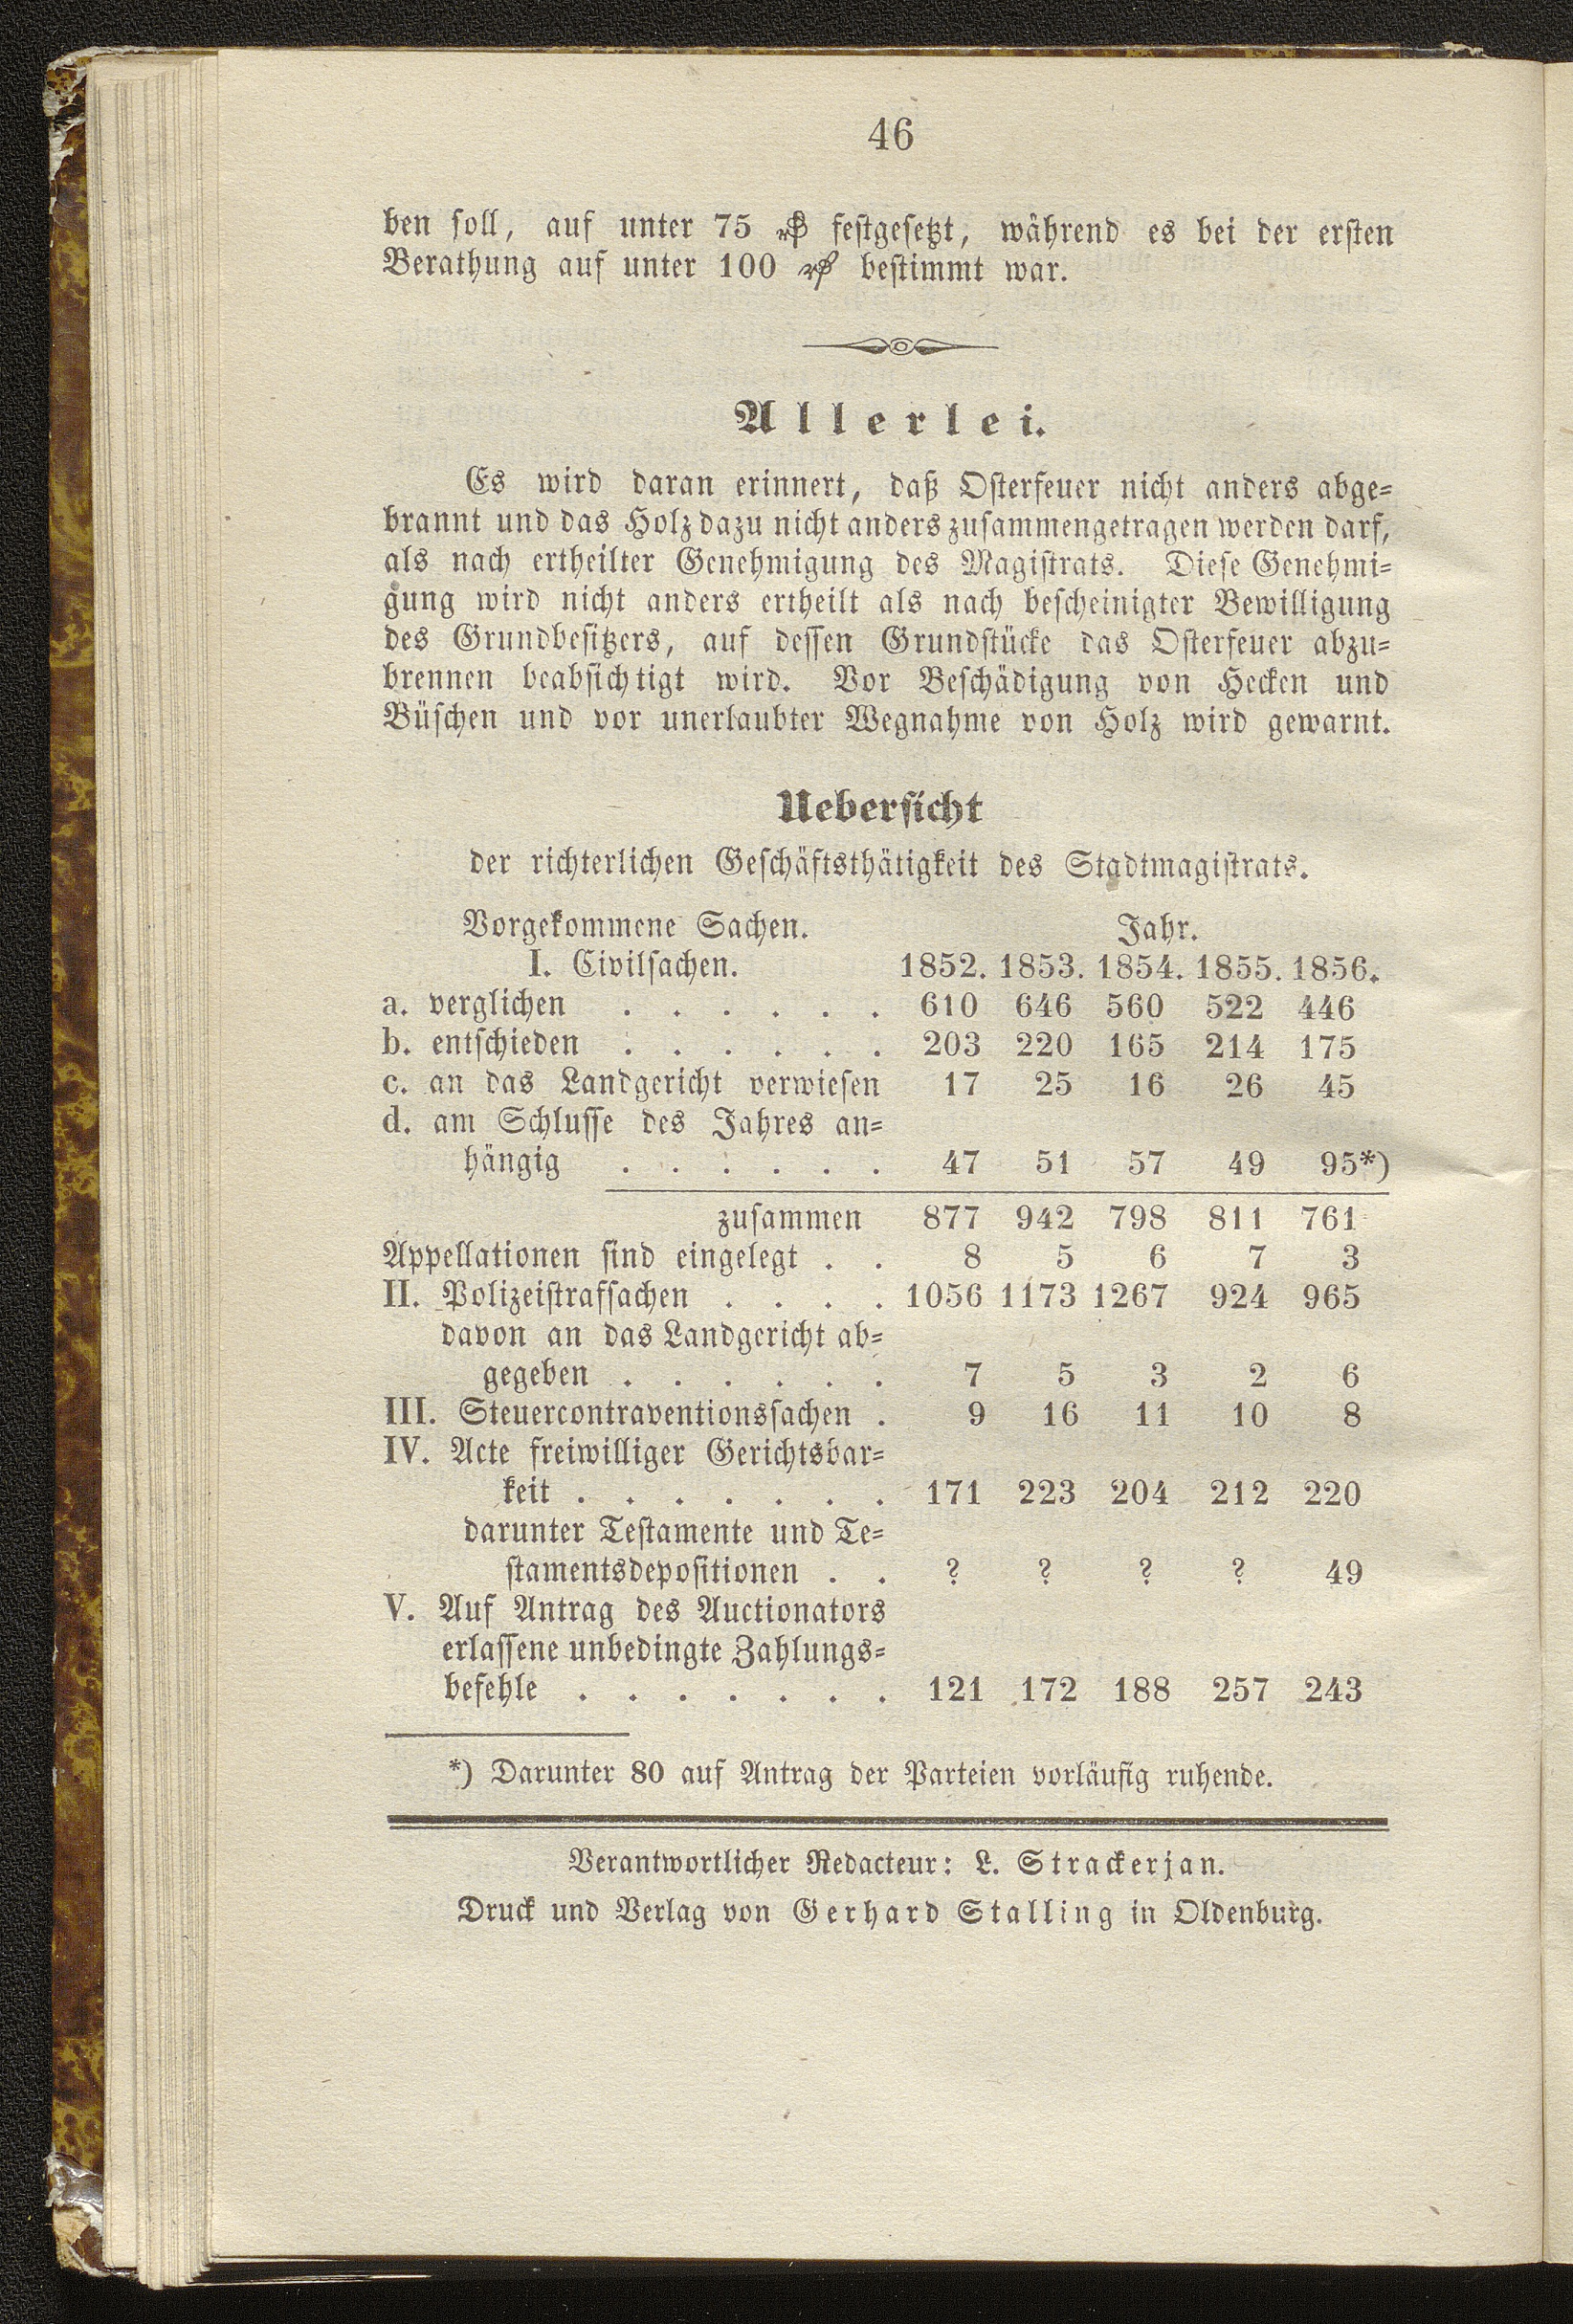 46
ben soll, auf unter 75 ₰ festgesetzt, während es bei der ersten
Berathung auf unter 100 ₰ bestimmt war.
Allerlei.
Es wird daran erinnert, daß Osterfeuer nicht anders abge-
brannt und das Holz dazu nicht anders zusammengetragen werden darf,
als nach ertheilter Genehmigung des Magistrats. Diese Genehmi-
gung wird nicht anders ertheilt als nach bescheinigter Bewilligung
des Grundbesitzers, auf dessen Grundstücke das Osterfeuer abzu-
brennen beabsichtigt wird. Vor Beschädigung von Hecken und
Büschen und vor unerlaubter Wegnahme von Holz wird gewarnt.
Uebersicht
der richterlichen Geschäftsthätigkeit des Stadtmagistrats.
Vorgekommene Sachen. Jahr.
I. Civilsachen. 1852. 1853. 1854. 1855. 1856.
a. verglichen . . . . . . 610 646 560 522 446
b. entschieden . . . . . . 203 220 165 214 175
c. an das Landgericht verwiesen 17 25 16 26 45
d. am Schlusse des Jahres an-
hängig . . . . . . 47 51 57 49 95*)
zusammen 877 942 798 811 761
Appellationen sind eingelegt . . 8 5 6 7 3
II. Polizeistrafsachen . . . . 1056 1173 1267 924 965
davon an das Landgericht ab-
gegeben . . . . . . 7 5 3 2 6
III. Steuercontraventionssachen . 9 16 11 10 8
IV. Acte freiwilliger Gerichtsbar-
keit . . . . . . . 171 223 204 212 220
darunter Testamente und Te-
stamentsdepositionen . . ? ? ? ? 49
V. Auf Antrag des Auctionators
erlassene unbedingte Zahlungs-
befehle . . . . . . . 121 172 188 257 243
*) Darunter 80 auf Antrag der Parteien vorläufig ruhende.
Verantwortlicher Redacteur: L. Strackerjan.
Druck und Verlag von Gerhard Stalling in Oldenburg.